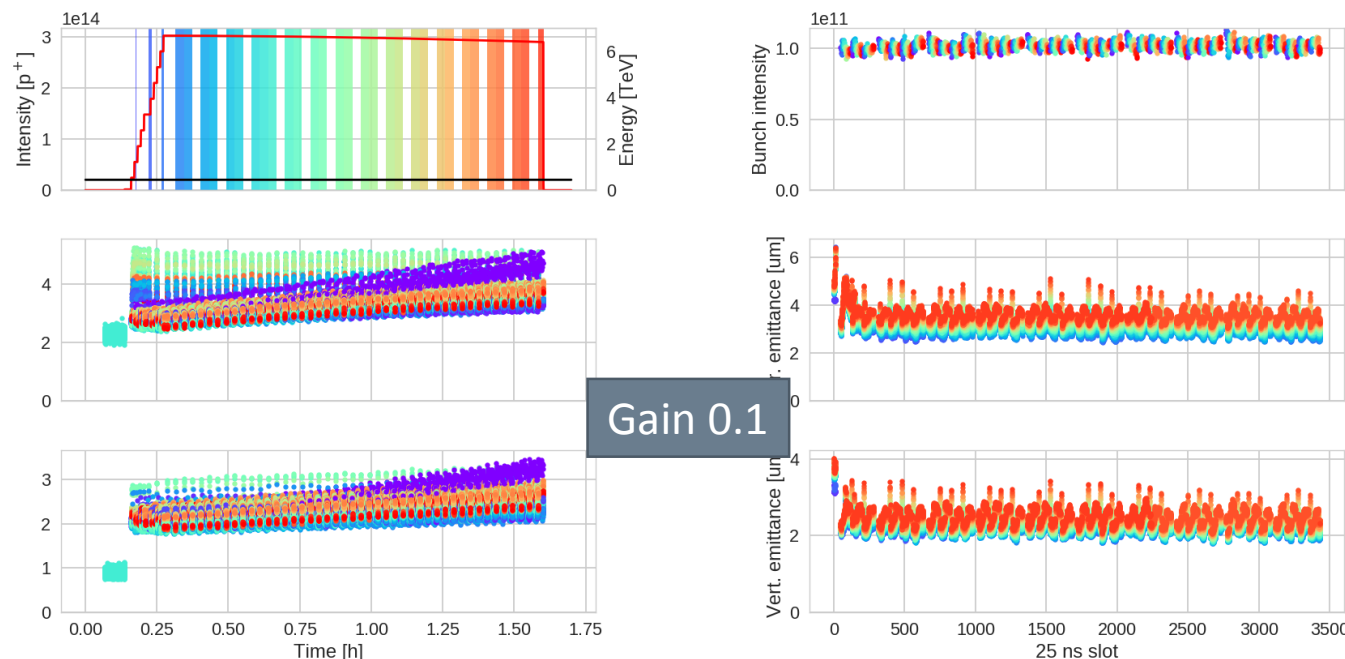 1e14
Intensity [p⁺]
3
2
1
0
6
4
2
0
Energy [TeV]
1e11
Bunch intensity
1.0
0.5
0.0
4
2
0
r. emittance [um]
6
4
2
0
Gain 0.1
3
2
1
0
0.00 0.25 0.50 0.75 1.00 1.25 1.50 1.75
Time [h]
Vert. emittance [um
4
2
0
0 500 1000 1500 2000 2500 3000 3500
25 ns slot